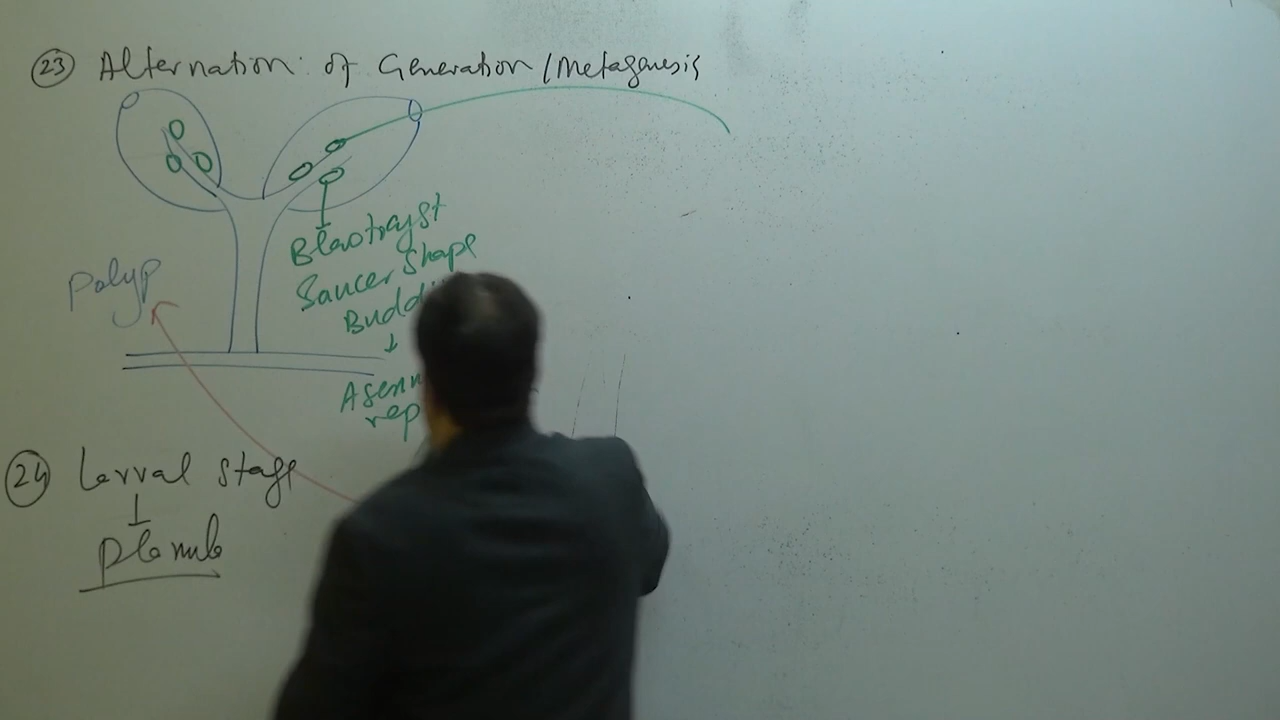 23 Alternation of Generation / Metagenesis
Blastocyst
Saucer Shape
Polyp
24 Larval Stage
Planula